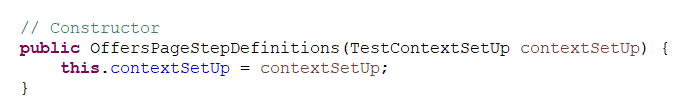 // Constructor
public OffersPageStepDefinitions(TestContextSetUp contextSetUp) {
    this.contextSetUp = contextSetUp;
}